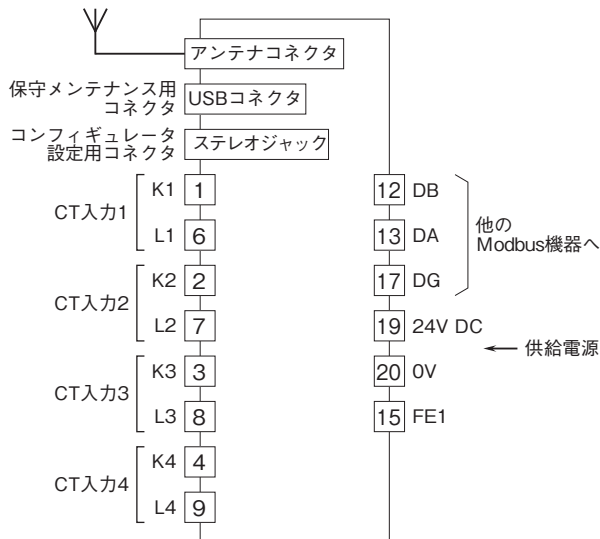 アンテナコネクタ
保守メンテナンス用
コネクタ
USBコネクタ
コンフィギュレータ
設定用コネクタ
ステレオジャック
CT入力1
K1 1
L1 6
CT入力2
K2 2
L2 7
CT入力3
K3 3
L3 8
CT入力4
K4 4
L4 9
12 DB
13 DA
17 DG
他の
Modbus機器へ
19 24V DC
供給電源
20 0V
15 FE1